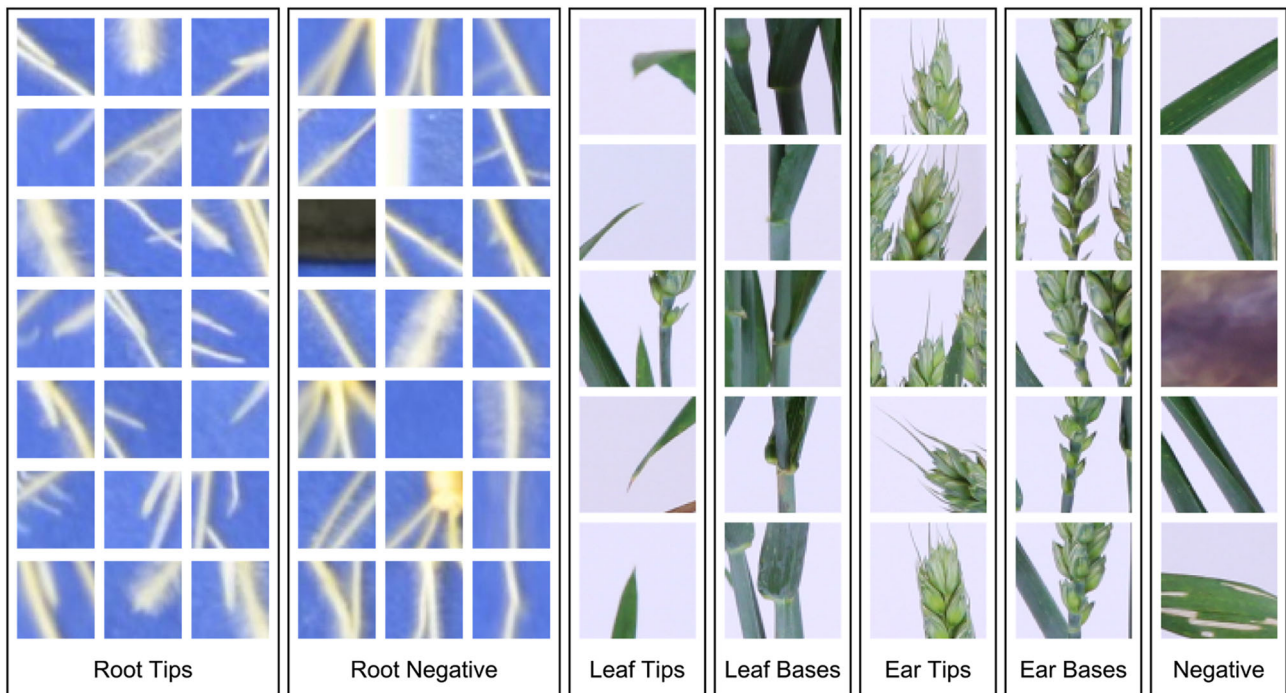 Root Tips
Root Negative
Leaf Tips
Leaf Bases
Ear Tips
Ear Bases
Negative